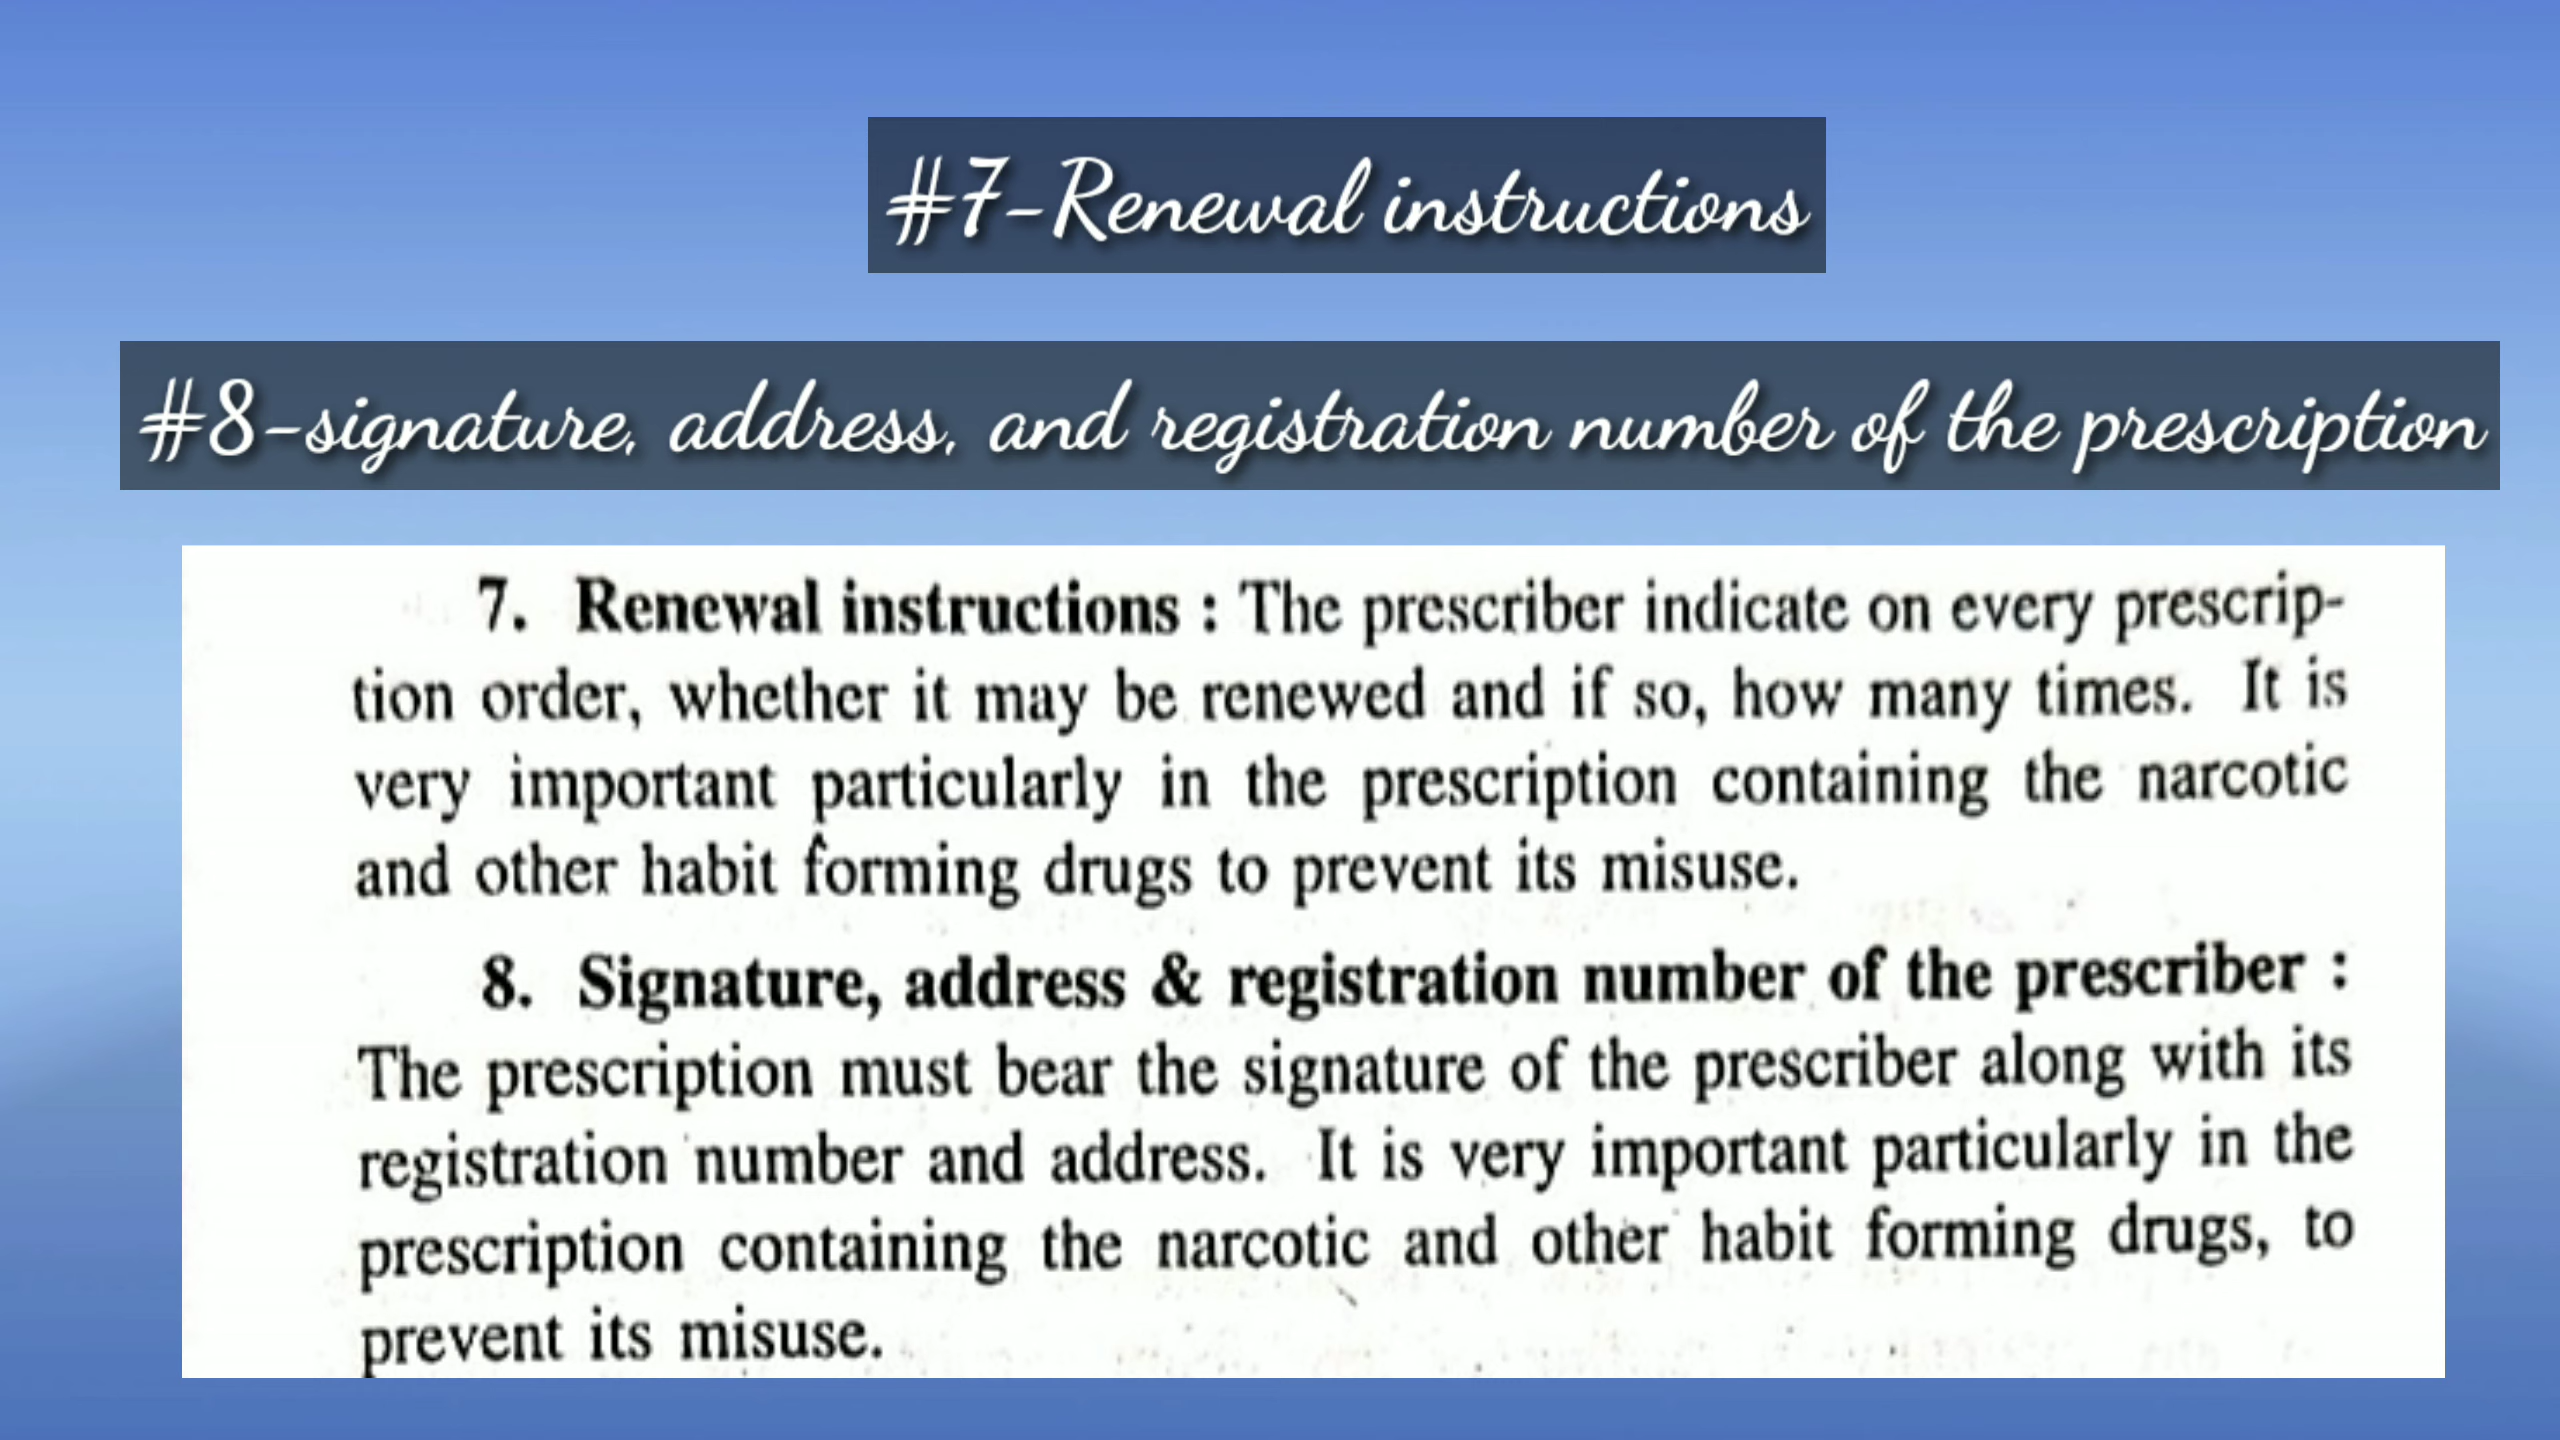 #7-Renewal instructions
#8-signature, address, and registration number of the prescription
7. Renewal instructions : The prescriber indicate on every prescrip-
tion order, whether it may be renewed and if so, how many times. It is
very important particularly in the prescription containing the narcotic
and other habit forming drugs to prevent its misuse.
8. Signature, address & registration number of the prescriber :
The prescription must bear the signature of the prescriber along with its
registration number and address. It is very important particularly in the
prescription containing the narcotic and other habit forming drugs, to
prevent its misuse.